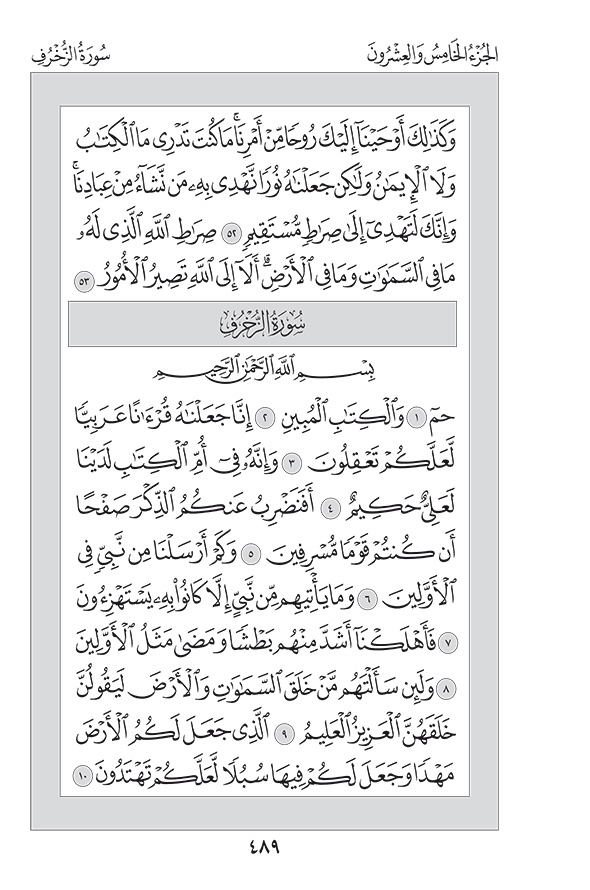 الجُزْءُ الخَامِسُ وَالعِشْرُونَ سُورَةُ الزُّخْرُفِ
وَكَذَٰلِكَ أَوْحَيْنَآ إِلَيْكَ رُوحًا مِّنْ أَمْرِنَاۚ مَا كُنتَ تَدْرِى مَا ٱلْكِتَٰبُ
وَلَا ٱلْإِيمَٰنُ وَلَٰكِن جَعَلْنَٰهُ نُورًا نَّهْدِى بِهِۦ مَن نَّشَآءُ مِنْ عِبَادِنَاۚ
وَإِنَّكَ لَتَهْدِىٓ إِلَىٰ صِرَٰطٍ مُّسْتَقِيمٍ ٥٢ صِرَٰطِ ٱللَّهِ ٱلَّذِى لَهُۥ
مَا فِى ٱلسَّمَٰوَٰتِ وَمَا فِى ٱلْأَرْضِۗ أَلَآ إِلَى ٱللَّهِ تَصِيرُ ٱلْأُمُورُ ٥٣
سُورَةُ الزُّخْرُفِ
بِسْمِ ٱللَّهِ ٱلرَّحْمَٰنِ ٱلرَّحِيمِ
حمٓ ١ وَٱلْكِتَٰبِ ٱلْمُبِينِ ٢ إِنَّا جَعَلْنَٰهُ قُرْءَٰنًا عَرَبِيًّا
لَّعَلَّكُمْ تَعْقِلُونَ ٣ وَإِنَّهُۥ فِىٓ أُمِّ ٱلْكِتَٰبِ لَدَيْنَا
لَعَلِىٌّ حَكِيمٌ ٤ أَفَنَضْرِبُ عَنكُمُ ٱلذِّكْرَ صَفْحًا
أَن كُنتُمْ قَوْمًا مُّسْرِفِينَ ٥ وَكَمْ أَرْسَلْنَا مِن نَّبِىٍّ فِى
ٱلْأَوَّلِينَ ٦ وَمَا يَأْتِيهِم مِّن نَّبِىٍّ إِلَّا كَانُوا۟ بِهِۦ يَسْتَهْزِءُونَ
٧ فَأَهْلَكْنَآ أَشَدَّ مِنْهُم بَطْشًا وَمَضَىٰ مَثَلُ ٱلْأَوَّلِينَ
٨ وَلَئِن سَأَلْتَهُم مَّنْ خَلَقَ ٱلسَّمَٰوَٰتِ وَٱلْأَرْضَ لَيَقُولُنَّ
خَلَقَهُنَّ ٱلْعَزِيزُ ٱلْعَلِيمُ ٩ ٱلَّذِى جَعَلَ لَكُمُ ٱلْأَرْضَ
مَهْدًا وَجَعَلَ لَكُمْ فِيهَا سُبُلًا لَّعَلَّكُمْ تَهْتَدُونَ ١٠
٤٨٩